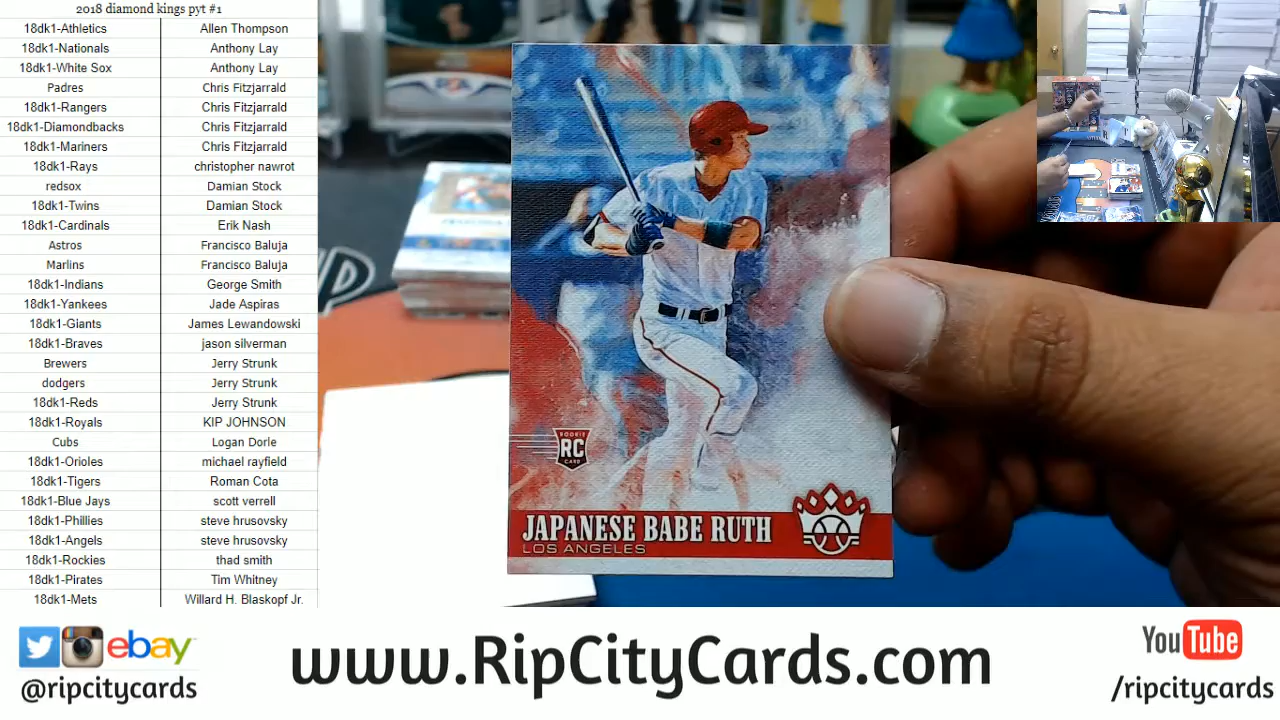 2018 diamond kings pyt #1
18dk1-Athletics Allen Thompson
18dk1-Nationals Anthony Lay
18dk1-White Sox Anthony Lay
Padres Chris Fitzjarrald
18dk1-Rangers Chris Fitzjarrald
18dk1-Diamondbacks Chris Fitzjarrald
18dk1-Mariners Chris Fitzjarrald
18dk1-Rays christopher nawrot
redsox Damian Stock
18dk1-Twins Damian Stock
18dk1-Cardinals Erik Nash
Astros Francisco Baluja
Marlins Francisco Baluja
18dk1-Indians George Smith
18dk1-Yankees Jade Aspiras
18dk1-Giants James Lewandowski
18dk1-Braves jason silverman
Brewers Jerry Strunk
dodgers Jerry Strunk
18dk1-Reds Jerry Strunk
18dk1-Royals KIP JOHNSON
Cubs Logan Dorle
18dk1-Orioles michael rayfield
18dk1-Tigers Roman Cota
18dk1-Blue Jays scott verrell
18dk1-Phillies steve hrusovsky
18dk1-Angels steve hrusovsky
18dk1-Rockies thad smith
18dk1-Pirates Tim Whitney
18dk1-Mets Willard H. Blaskopf Jr.
ROOKIE
RC
CARD
JAPANESE BABE RUTH
LOS ANGELES
ebay
@ripcitycards
www.RipCityCards.com
YouTube
/ripcitycards